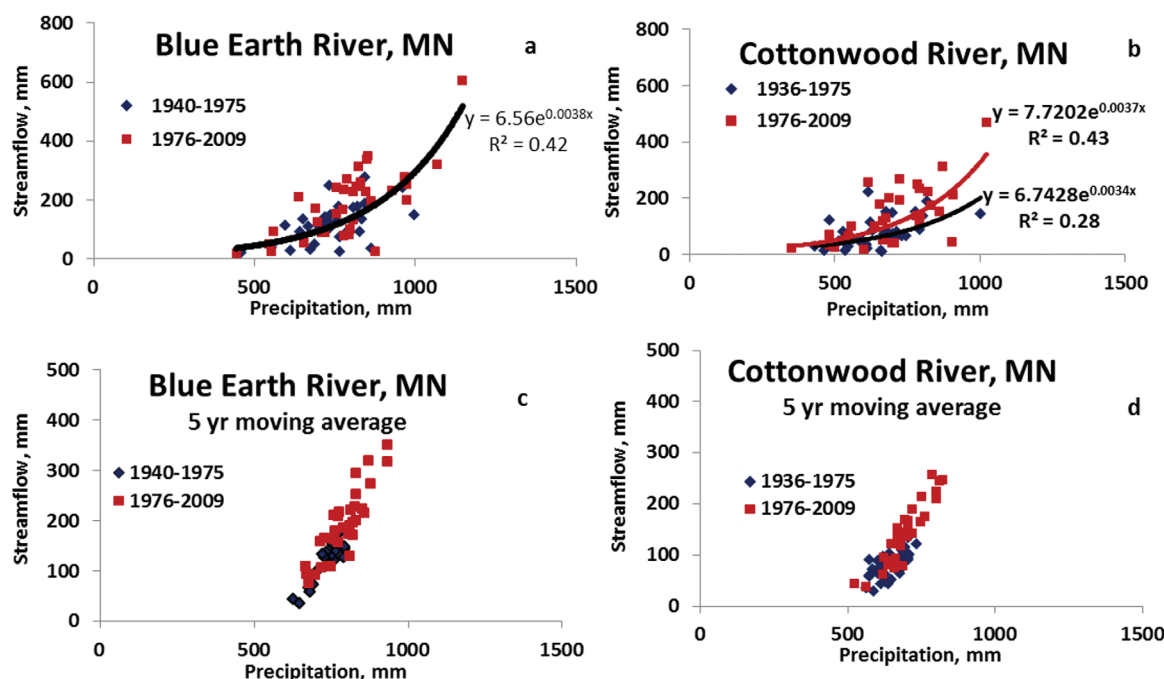 Blue Earth River, MN
a
Streamflow, mm
800
600
400
200
0
1940-1975
1976-2009
y = 6.56e^0.0038x
R² = 0.42
0
500
1000
1500
Precipitation, mm
Cottonwood River, MN
b
Streamflow, mm
800
600
400
200
0
1936-1975
1976-2009
y = 7.7202e^0.0037x
R² = 0.43
y = 6.7428e^0.0034x
R² = 0.28
0
500
1000
1500
Precipitation, mm
Blue Earth River, MN
5 yr moving average
c
Streamflow, mm
500
400
300
200
100
0
1940-1975
1976-2009
0
500
1000
1500
Precipitation, mm
Cottonwood River, MN
5 yr moving average
d
Streamflow, mm
500
400
300
200
100
0
1936-1975
1976-2009
0
500
1000
1500
Precipitation, mm